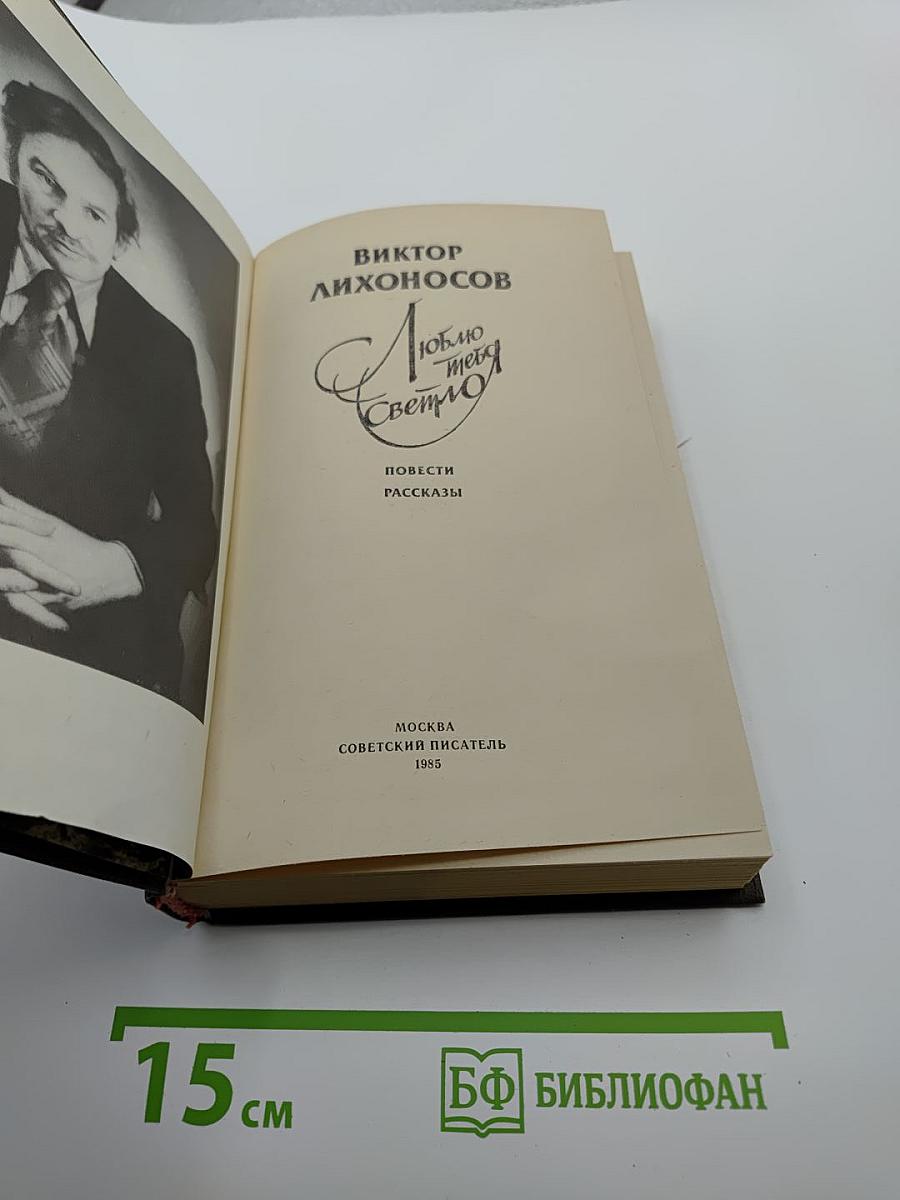 ВИКТОР
ЛИХОНОСОВ
Люблю
тебя
светло
ПОВЕСТИ
РАССКАЗЫ
МОСКВА
СОВЕТСКИЙ ПИСАТЕЛЬ
1985
15 см
БФ БИБЛИОФАН